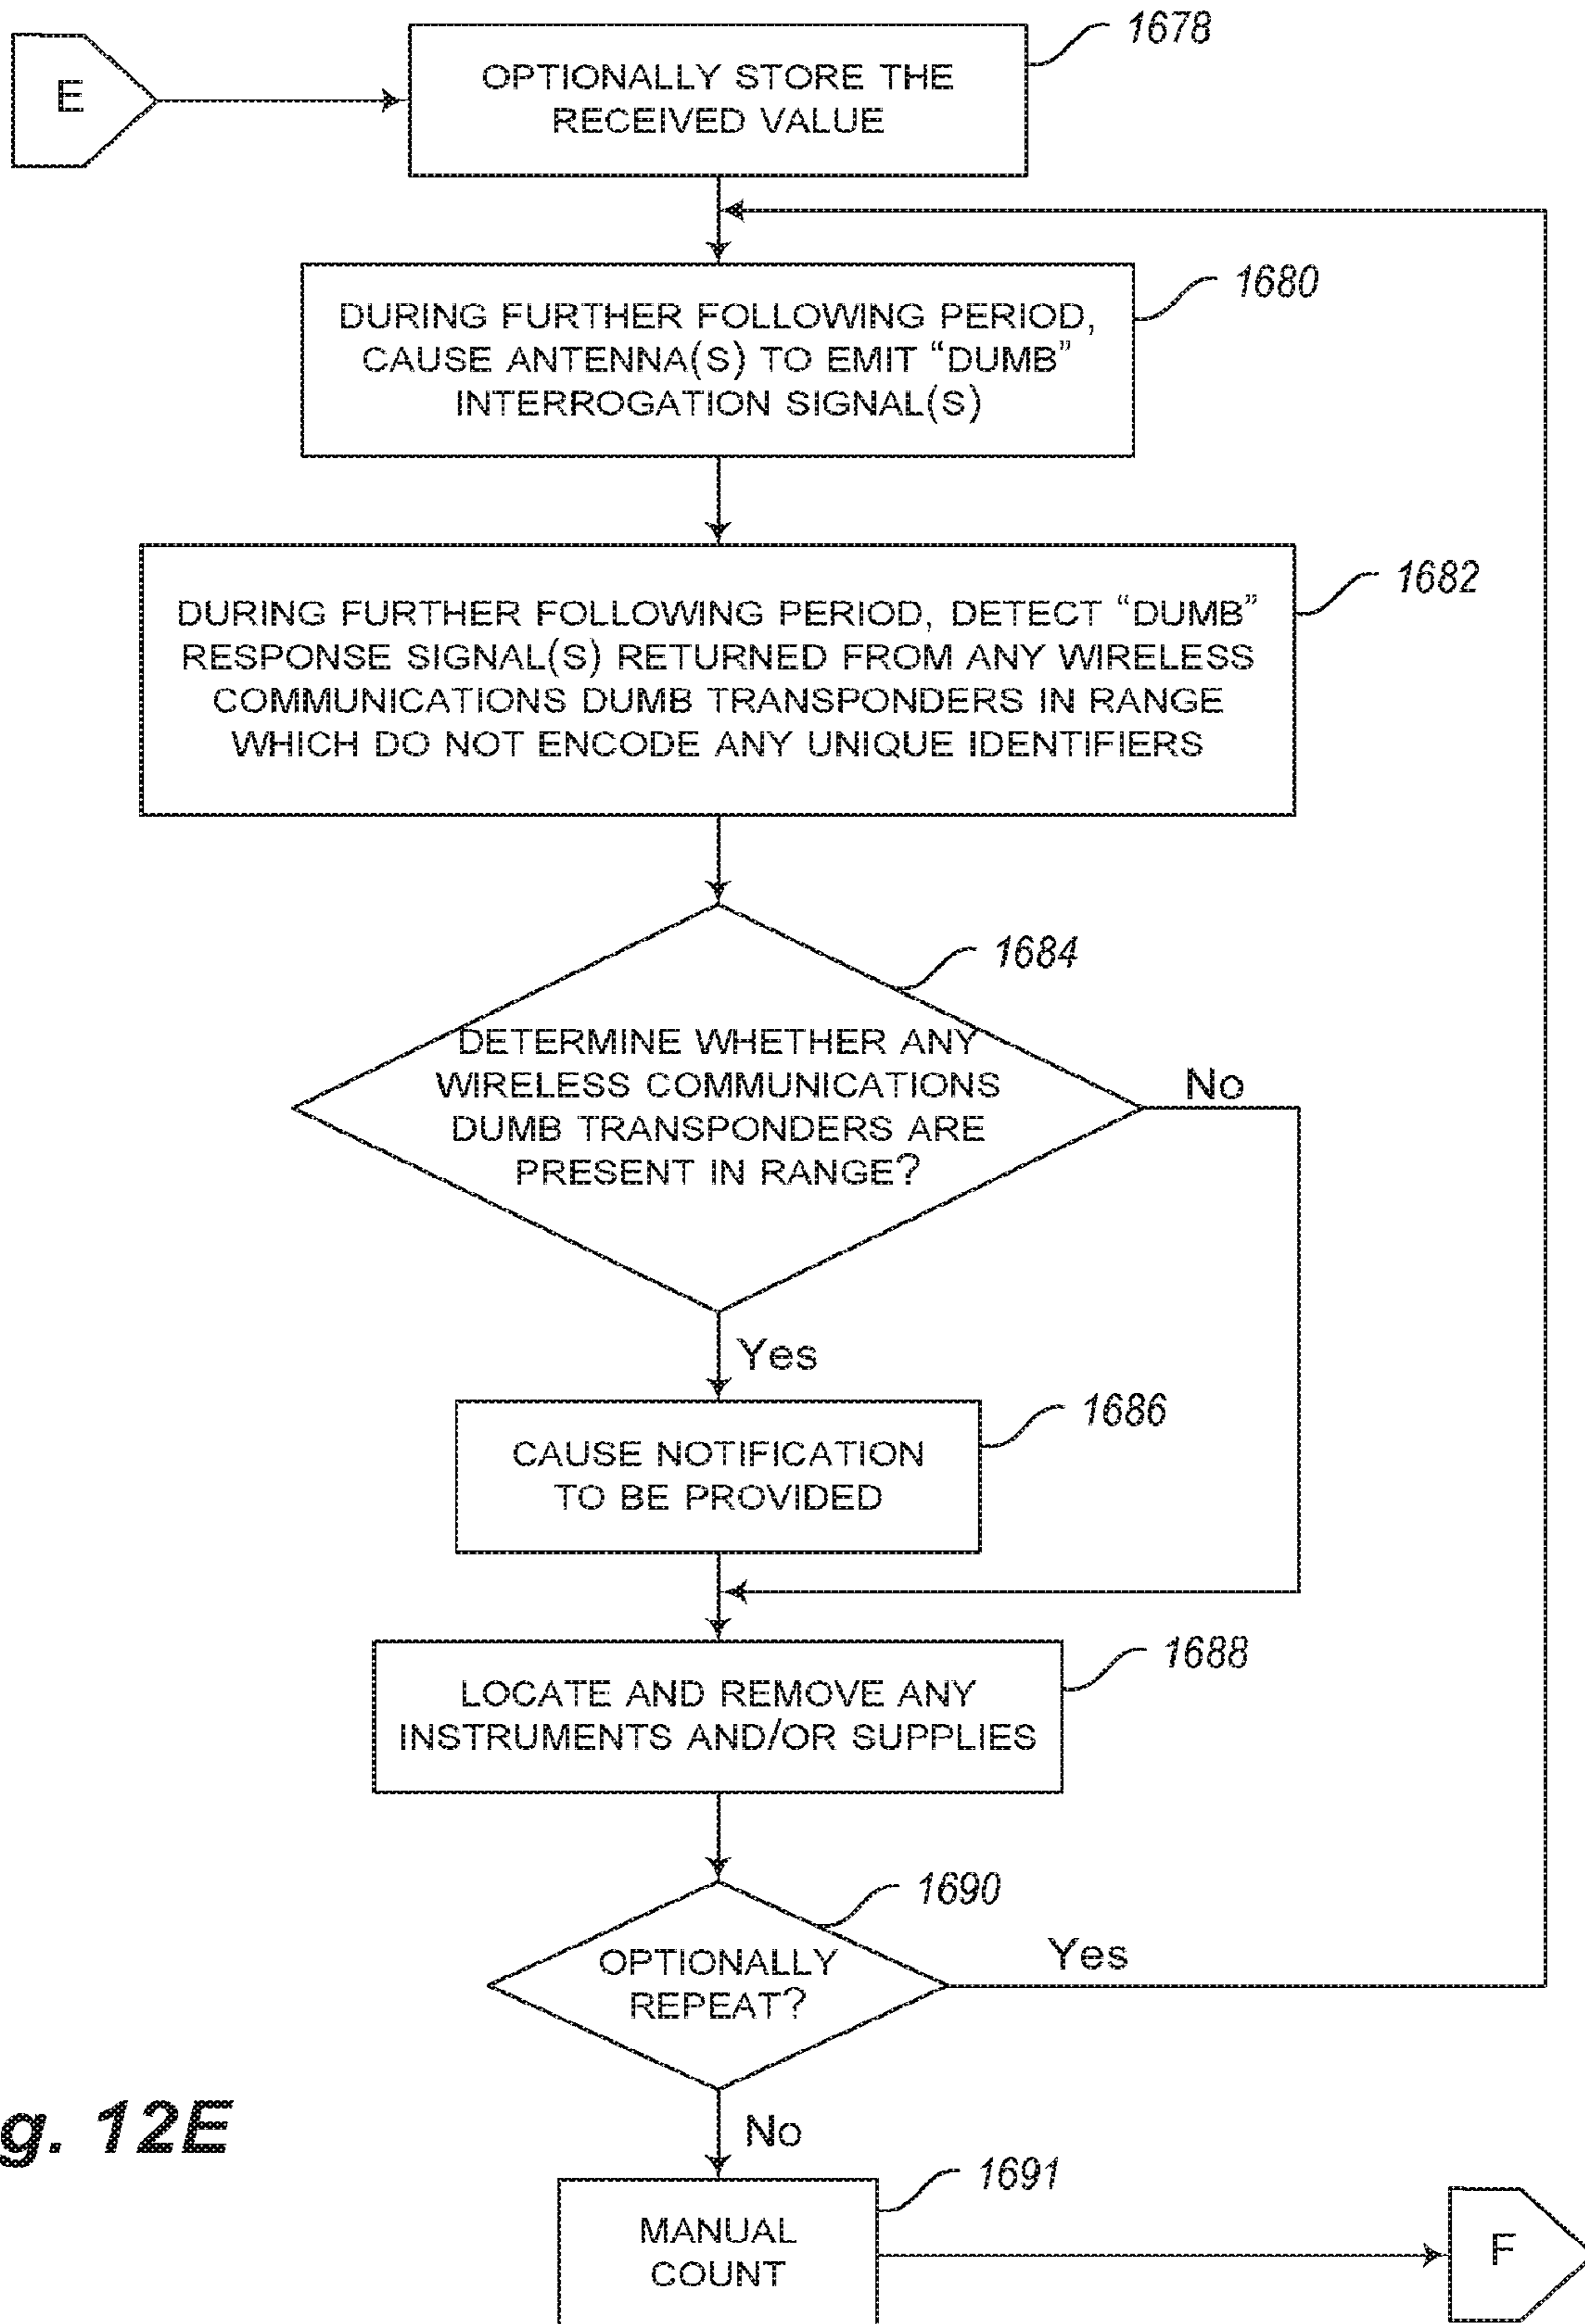 E
OPTIONALLY STORE THE
RECEIVED VALUE
1678
DURING FURTHER FOLLOWING PERIOD,
CAUSE ANTENNA(S) TO EMIT “DUMB”
INTERROGATION SIGNAL(S)
1680
DURING FURTHER FOLLOWING PERIOD, DETECT “DUMB”
RESPONSE SIGNAL(S) RETURNED FROM ANY WIRELESS
COMMUNICATIONS DUMB TRANSPONDERS IN RANGE
WHICH DO NOT ENCODE ANY UNIQUE IDENTIFIERS
1682
DETERMINE WHETHER ANY
WIRELESS COMMUNICATIONS
DUMB TRANSPONDERS ARE
PRESENT IN RANGE?
1684
No
Yes
CAUSE NOTIFICATION
TO BE PROVIDED
1686
LOCATE AND REMOVE ANY
INSTRUMENTS AND/OR SUPPLIES
1688
OPTIONALLY
REPEAT?
1690
Yes
No
g. 12E
MANUAL
COUNT
1691
F